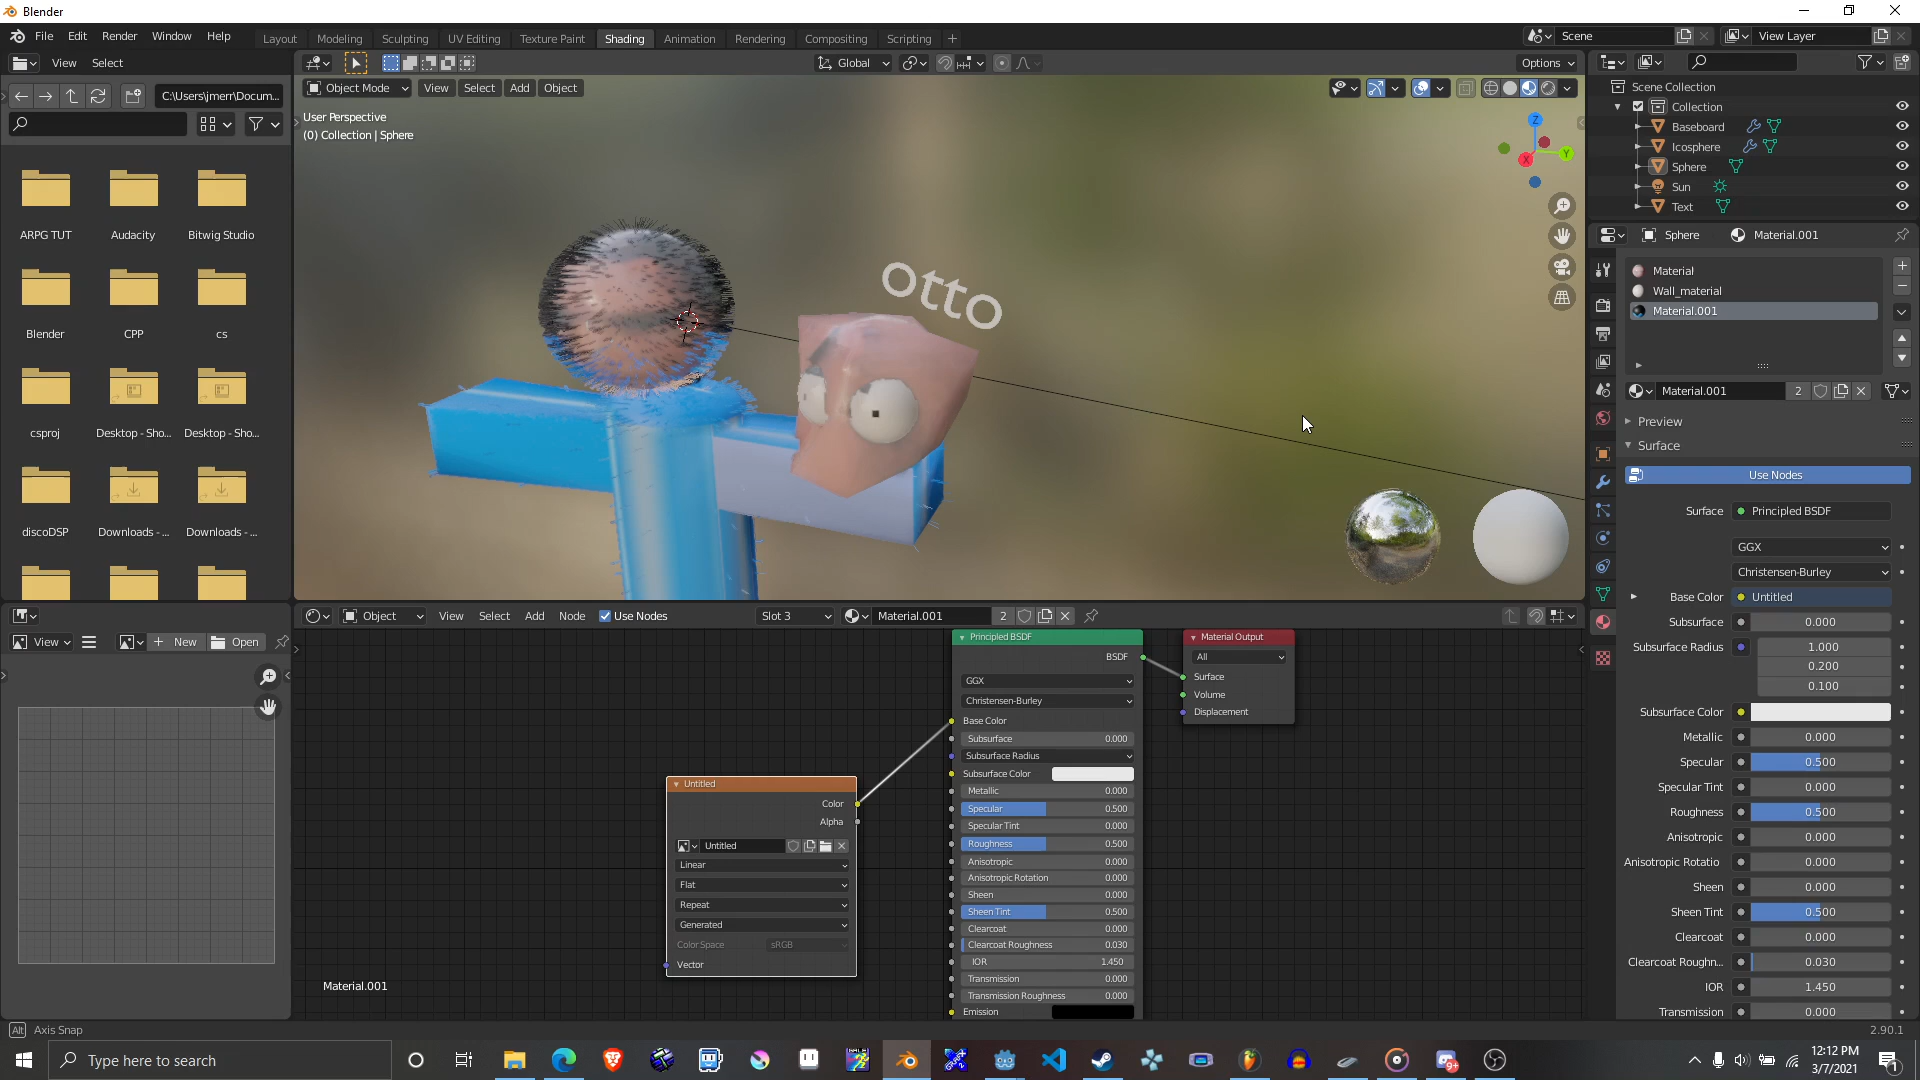 Blender
File Edit Render Window Help Layout Modeling Sculpting UV Editing Texture Paint Shading Animation Rendering Compositing Scripting + Scene View Layer
View Select
Global Options
C:\Users\jmerr\Docum...
Object Mode View Select Add Object
User Perspective
(0) Collection | Sphere
Z
Y
X
otto
ARPG TUT Audacity Bitwig Studio
Blender CPP cs
csproj Desktop - Sho... Desktop - Sho...
discoDSP Downloads - ... Downloads - ...
Scene Collection
Collection
Baseboard
Icosphere
Sphere
Sun
Text
Sphere Material.001
Material
Wall_material
Material.001
Material.001 2
Preview
Surface
Use Nodes
Surface Principled BSDF
GGX
Christensen-Burley
Base Color Untitled
Subsurface 0.000
Subsurface Radius 1.000
0.200
0.100
Subsurface Color
Metallic 0.000
Specular 0.500
Specular Tint 0.000
Roughness 0.500
Anisotropic 0.000
Anisotropic Rotatio 0.000
Sheen 0.000
Sheen Tint 0.500
Clearcoat 0.000
Clearcoat Roughn... 0.030
IOR 1.450
Transmission 0.000
View New Open
Object View Select Add Node Use Nodes Slot 3 Material.001 2
Untitled
Color
Alpha
Untitled
Linear
Flat
Repeat
Generated
Color Space sRGB
Vector
Principled BSDF
BSDF
GGX
Christensen-Burley
Base Color
Subsurface 0.000
Subsurface Radius
Subsurface Color
Metallic 0.000
Specular 0.500
Specular Tint 0.000
Roughness 0.500
Anisotropic 0.000
Anisotropic Rotation 0.000
Sheen 0.000
Sheen Tint 0.500
Clearcoat 0.000
Clearcoat Roughness 0.030
IOR 1.450
Transmission 0.000
Transmission Roughness 0.000
Emission
Material Output
All
Surface
Volume
Displacement
Material.001
Alt Axis Snap 2.90.1
Type here to search
12:12 PM
3/7/2021